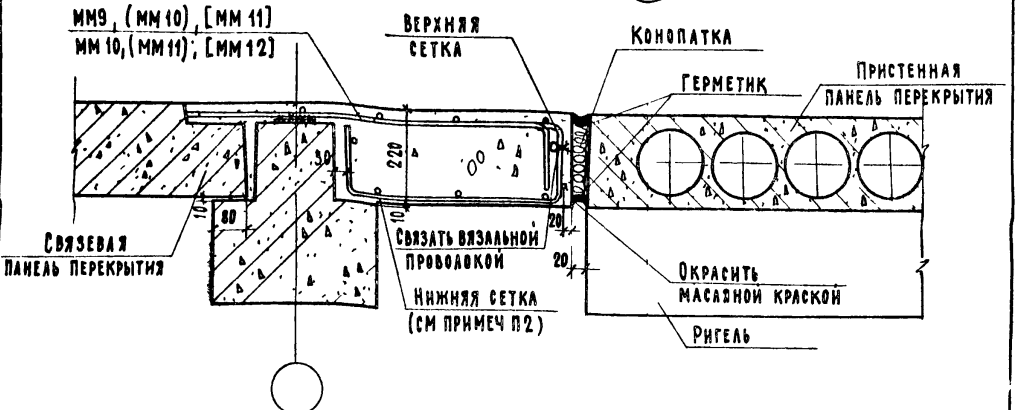 ММ9, (ММ10), [ММ11]
ММ10, (ММ11), [ММ12]
ВЕРХНЯЯ
СЕТКА
КОНОПАТКА
ГЕРМЕТИК
ПРИСТЕННАЯ
ПАНЕЛЬ ПЕРЕКРЫТИЯ
30
220
10
80
10
20
20
СВЯЗЕВАЯ
ПАНЕЛЬ ПЕРЕКРЫТИЯ
СВЯЗАТЬ ВЯЗАЛЬНОЙ
ПРОВОЛОКОЙ
НИЖНЯЯ СЕТКА
(СМ ПРИМЕЧ П2)
ОКРАСИТЬ
МАСЛЯНОЙ КРАСКОЙ
РИГЕЛЬ